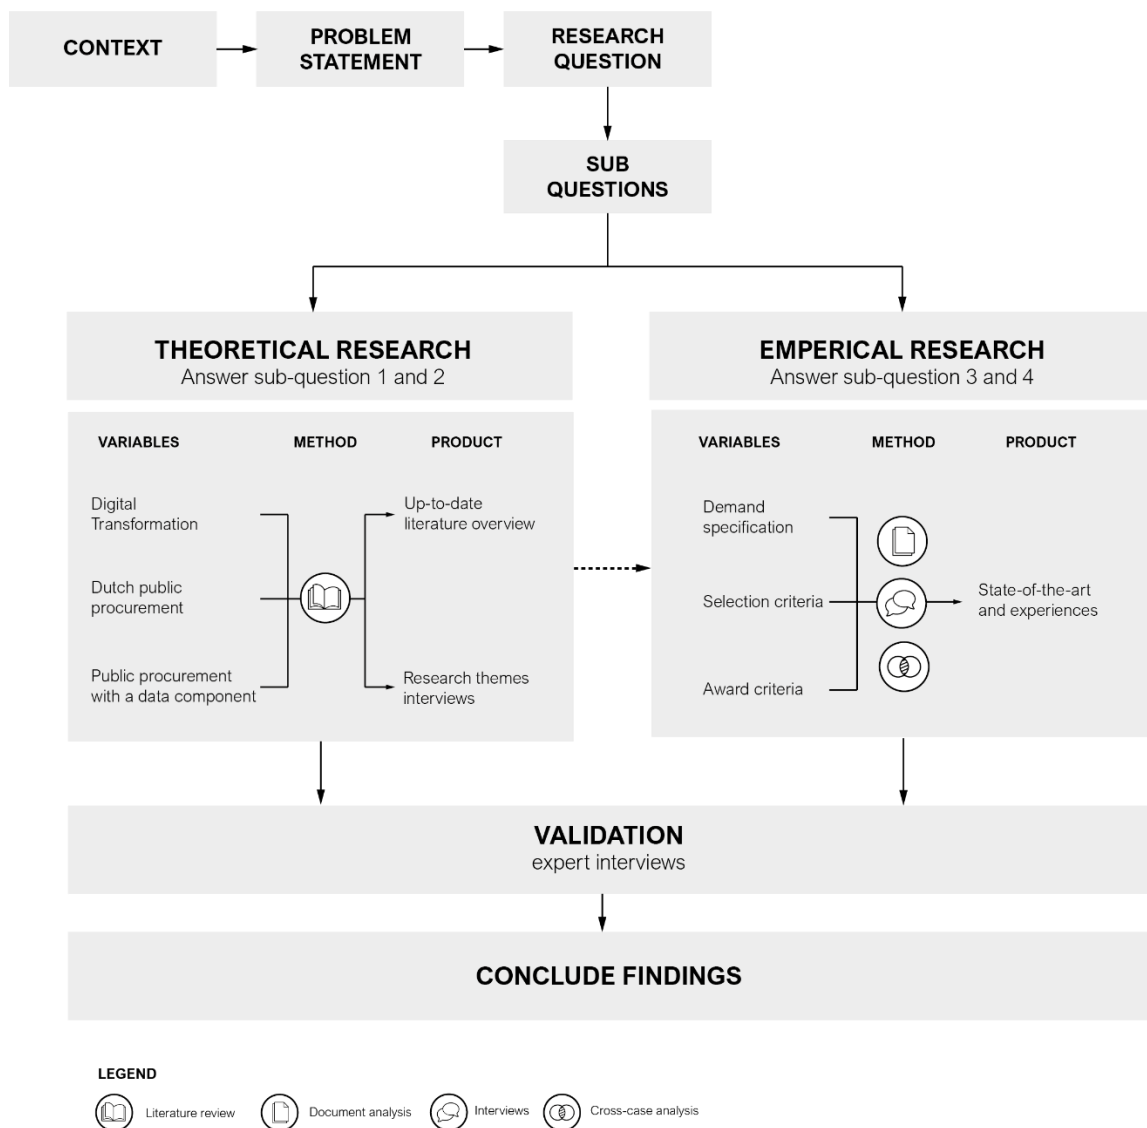 CONTEXT
PROBLEM
STATEMENT
RESEARCH
QUESTION
SUB
QUESTIONS
THEORETICAL RESEARCH
Answer sub-question 1 and 2
VARIABLES
METHOD
PRODUCT
Digital
Transformation
Dutch public
procurement
Public procurement
with a data component
Up-to-date
literature overview
Research themes
interviews
EMPERICAL RESEARCH
Answer sub-question 3 and 4
VARIABLES
METHOD
PRODUCT
Demand
specification
Selection criteria
Award criteria
State-of-the-art
and experiences
VALIDATION
expert interviews
CONCLUDE FINDINGS
LEGEND
Literature review
Document analysis
Interviews
Cross-case analysis